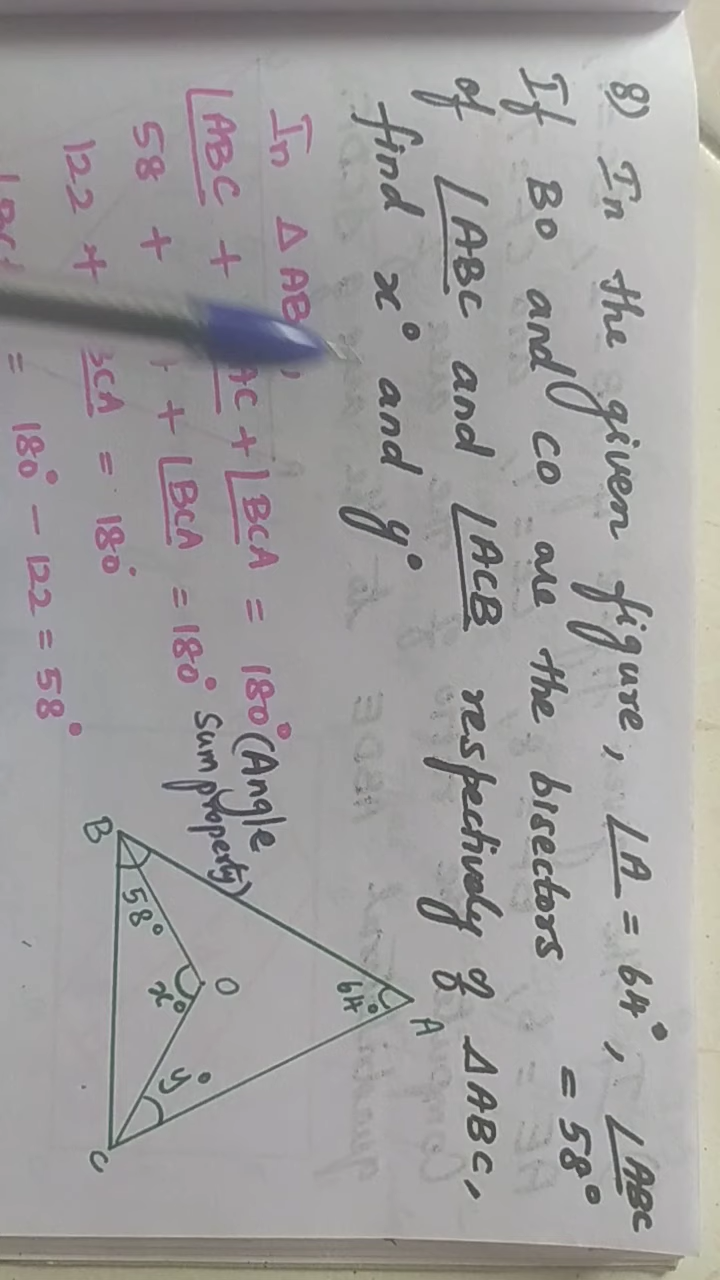 8) In the given figure, ∠A = 64°, ∠ABC = 58°
If BO and CO are the bisectors
of ∠ABC and ∠ACB respectively of ΔABC,
find x° and y°
In Δ
∠ABC + + ∠BCA = 180° (Angle sum property)
58 + + ∠BCA = 180°
122 + = 180°
= 180° - 122 = 58°
A
64°
O
x°
y°
B
58°
C